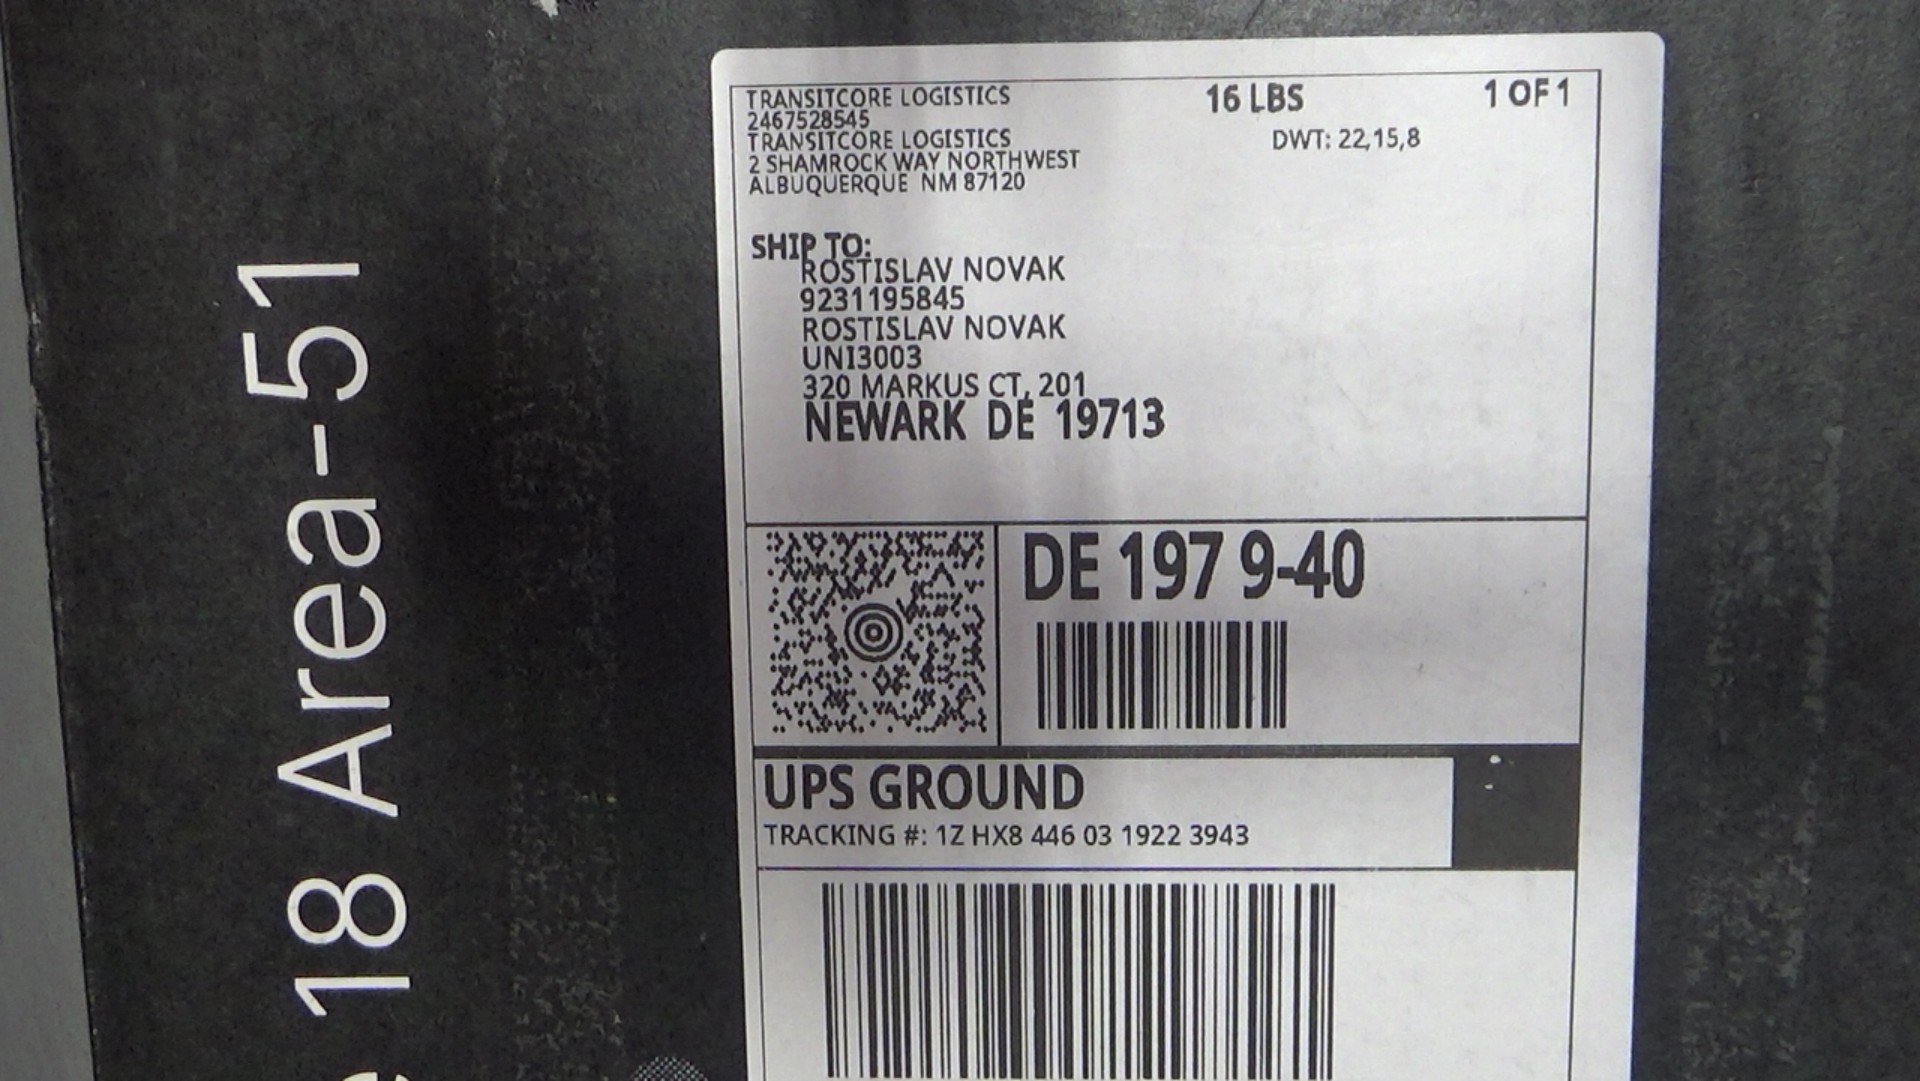 TRANSITCORE LOGISTICS
2467528545
TRANSITCORE LOGISTICS
2 SHAMROCK WAY NORTHWEST
ALBUQUERQUE NM 87120
16 LBS
1 OF 1
DWT: 22,15,8
SHIP TO:
ROSTISLAV NOVAK
9231195845
ROSTISLAV NOVAK
UNI3003
320 MARKUS CT, 201
NEWARK DE 19713
DE 197 9-40
UPS GROUND
TRACKING #: 1Z HX8 446 03 1922 3943
18 Area-51